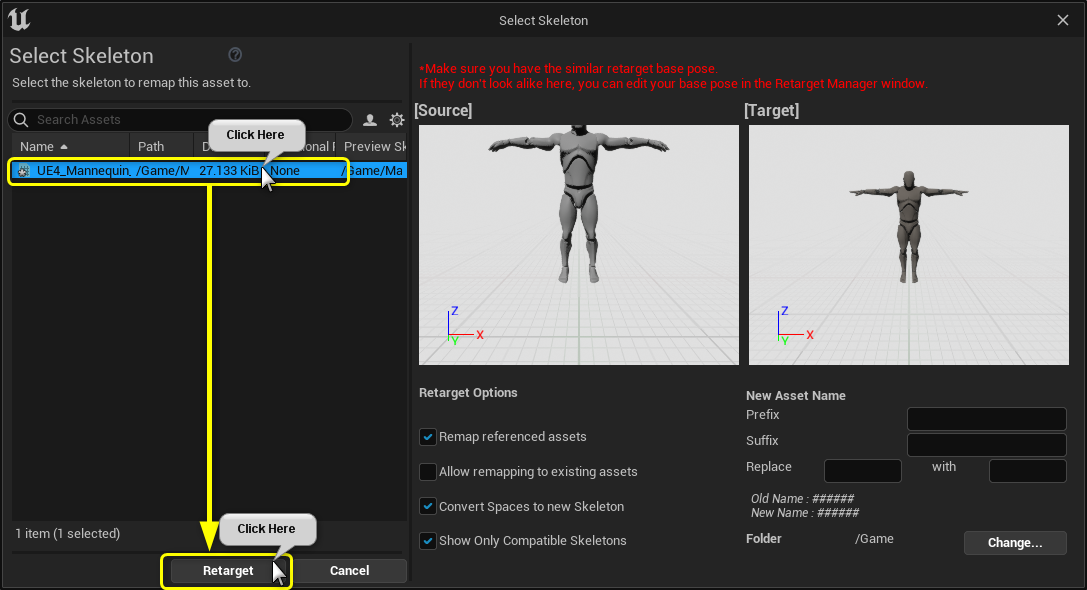 Select Skeleton
Select Skeleton
Select the skeleton to remap this asset to.
Search Assets
Click Here
Name Path D onal F Preview Sk
UE4_Mannequin_ /Game/M 27.133 KiB None /Game/Ma
1 item (1 selected)
Click Here
Retarget Cancel
*Make sure you have the similar retarget base pose.
If they don't look alike here, you can edit your base pose in the Retarget Manager window.
[Source] [Target]
Z X Y
Z X Y
Retarget Options
Remap referenced assets
Allow remapping to existing assets
Convert Spaces to new Skeleton
Show Only Compatible Skeletons
New Asset Name
Prefix
Suffix
Replace with
Old Name : ######
New Name : ######
Folder /Game Change...